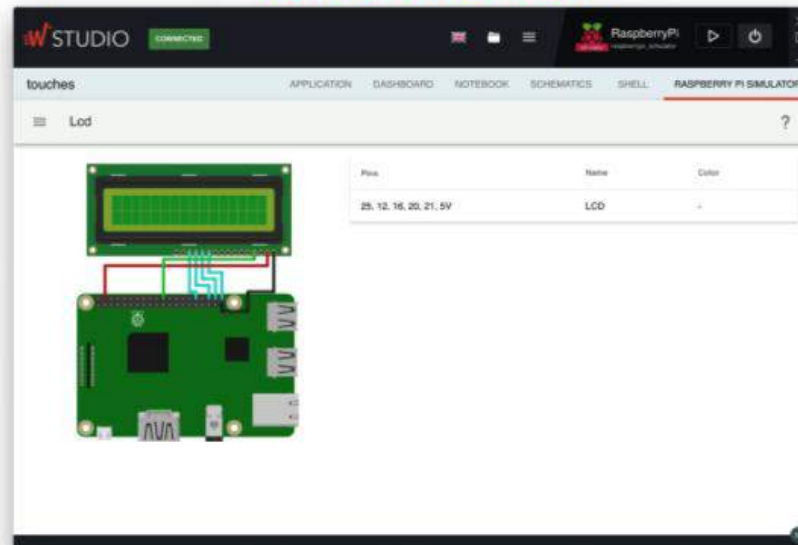 W STUDIO
CONNECTED
RaspberryPi
touches
APPLICATION
DASHBOARD
NOTEBOOK
SCHEMATICS
SHELL
RASPBERRY PI SIMULATOR
Lcd
?
Pins
Name
Color
25, 12, 16, 20, 21, 5V
LCD
-